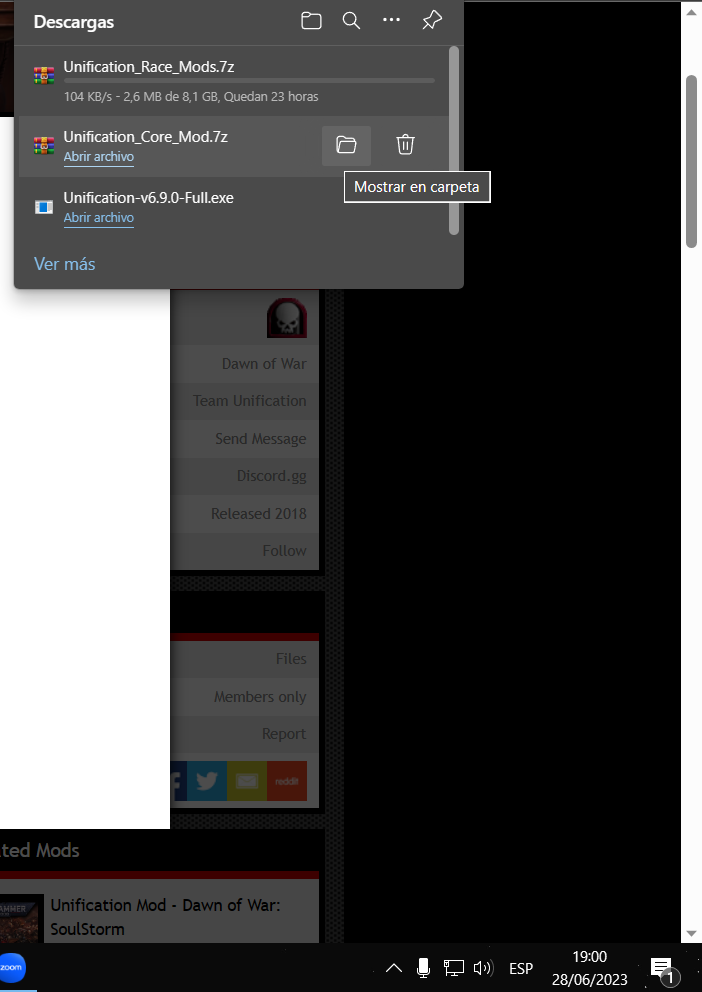 Descargas
Unification_Race_Mods.7z
104 KB/s - 2,6 MB de 8,1 GB, Quedan 23 horas
Unification_Core_Mod.7z
Abrir archivo
Mostrar en carpeta
Unification-v6.9.0-Full.exe
Abrir archivo
Ver más
Dawn of War
Team Unification
Send Message
Discord.gg
Released 2018
Follow
Files
Members only
Report
reddit
ted Mods
Unification Mod - Dawn of War:
SoulStorm
zoom
ESP
19:00
28/06/2023
1